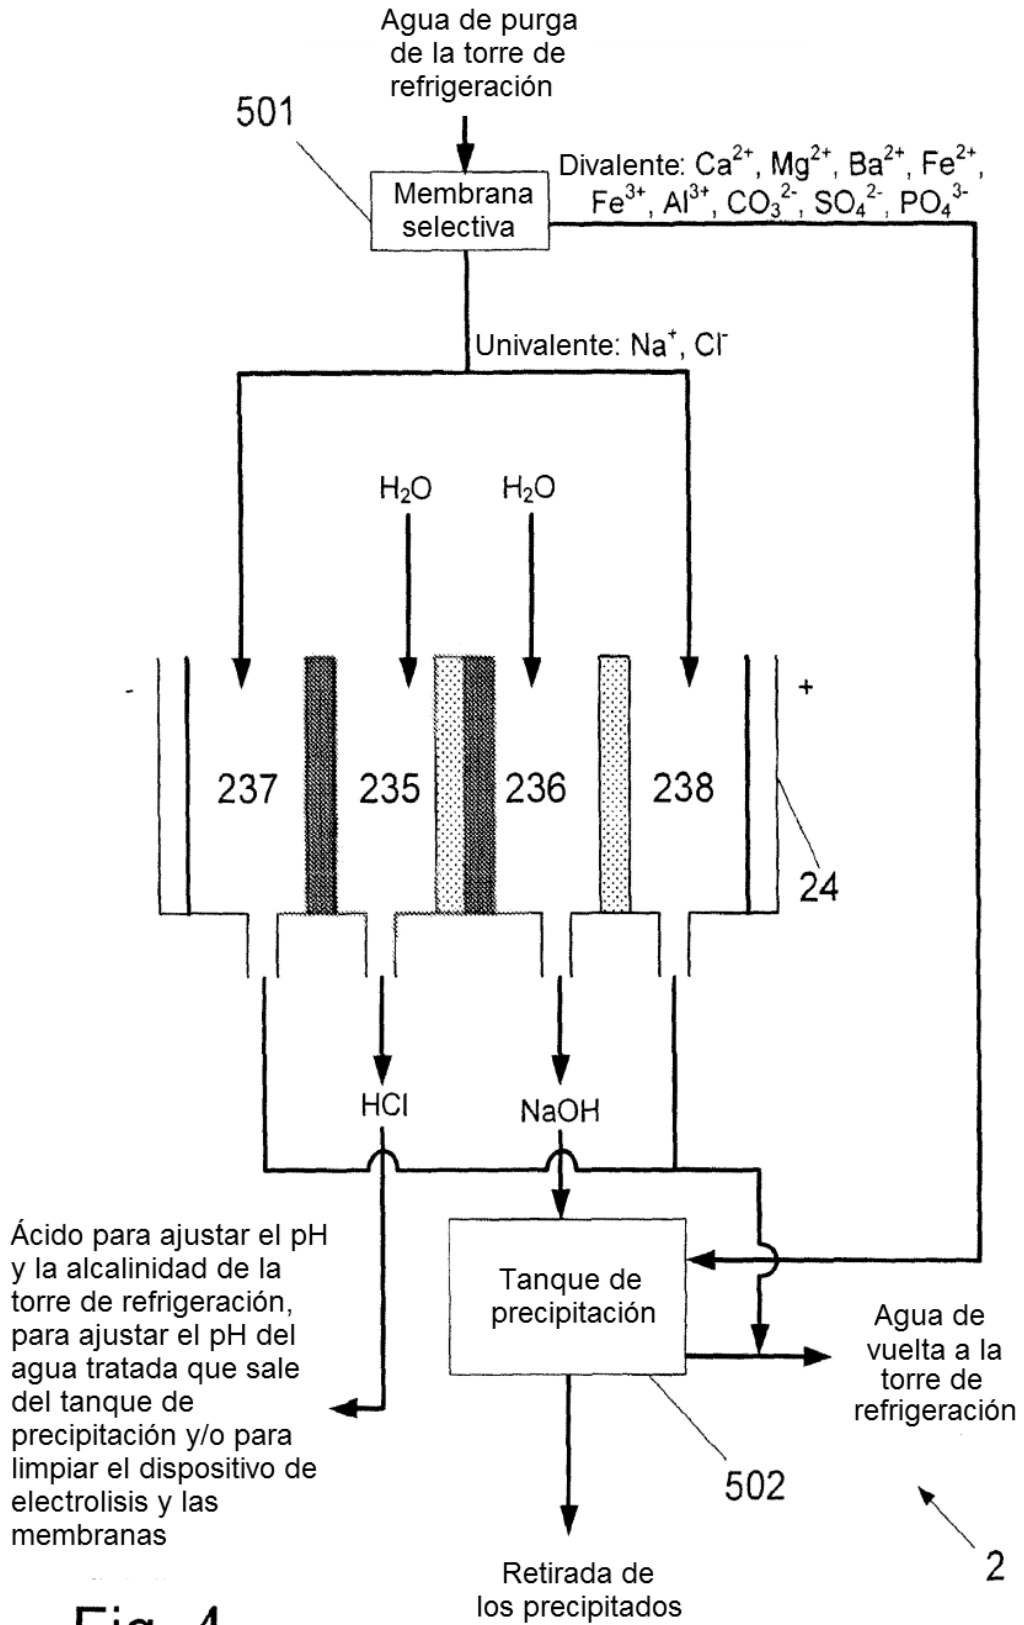 Agua de purga
de la torre de
refrigeración
501
Membrana
selectiva
Divalente: Ca²⁺, Mg²⁺, Ba²⁺, Fe²⁺,
Fe³⁺, Al³⁺, CO₃²⁻, SO₄²⁻, PO₄³⁻
Univalente: Na⁺, Cl⁻
H₂O H₂O
- +
237 235 236 238
24
HCl NaOH
Ácido para ajustar el pH
y la alcalinidad de la
torre de refrigeración,
para ajustar el pH del
agua tratada que sale
del tanque de
precipitación y/o para
limpiar el dispositivo de
electrolisis y las
membranas
Tanque de
precipitación
Agua de
vuelta a la
torre de
refrigeración
502
2
Retirada de
los precipitados
Fig. 4